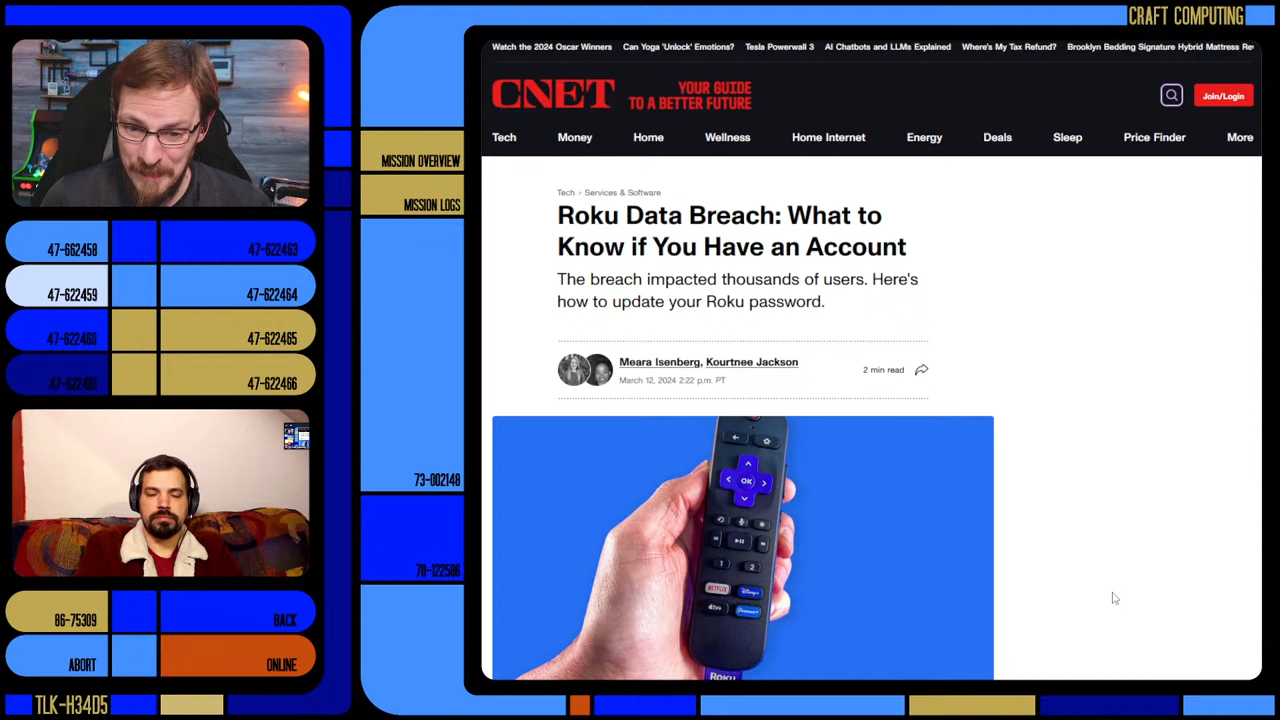 CRAFT COMPUTING
Watch the 2024 Oscar Winners Can Yoga 'Unlock' Emotions? Tesla Powerwall 3 AI Chatbots and LLMs Explained Where's My Tax Refund? Brooklyn Bedding Signature Hybrid Mattress Re
CNET YOUR GUIDE
TO A BETTER FUTURE
Join/Login
Tech Money Home Wellness Home Internet Energy Deals Sleep Price Finder More
MISSION OVERVIEW
MISSION LOGS
Tech > Services & Software
Roku Data Breach: What to
Know if You Have an Account
The breach impacted thousands of users. Here's
how to update your Roku password.
Meara Isenberg, Kourtnee Jackson
March 12, 2024 2:22 p.m. PT
2 min read
47-662458 47-622463
47-622459 47-622464
47-622460 47-622465
47-622466
73-002148
OK
1 2
NETFLIX Disney+
Roku
86-75309 BACK
ABORT ONLINE
TLK-H34D5